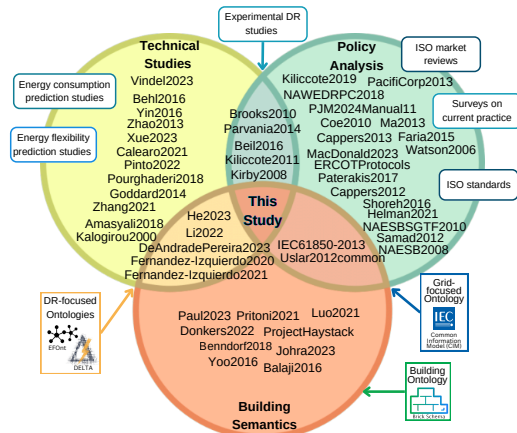 Experimental DR
studies
Technical
Studies
Policy
Analysis
ISO market
reviews
Energy consumption
prediction studies
Energy flexibility
prediction studies
Surveys on
current practice
ISO standards
Vindel2023
Behl2016
Yin2016
Zhao2013
Xue2023
Calearo2021
Pinto2022
Pourghaderi2018
Goddard2014
Zhang2021
Amasyali2018
Kalogirou2000
Brooks2010
Parvania2014
Beil2016
Kiliccote2011
Kirby2008
Kiliccote2019
PacifiCorp2013
NAWEDRPC2018
PJM2024Manual11
Coe2010
Ma2013
Cappers2013
Faria2015
Watson2006
MacDonald2023
ERCOTProtocols
Paterakis2017
Cappers2012
Shoreh2016
Helman2021
NAESBSGTF2010
Samad2012
NAESB2008
This
Study
He2023
Li2022
DeAndradePereira2023
Fernandez-Izquierdo2020
Fernandez-Izquierdo2021
IEC61850-2013
Uslar2012common
Paul2023
Pritoni2021
Luo2021
Donkers2022
ProjectHaystack
Benndorf2018
Johra2023
Yoo2016
Balaji2016
Building
Semantics
DR-focused
Ontologies
EFOnt
DELTA
Grid-focused
Ontology
IEC
Common
Information
Model (CIM)
Building
Ontology
Brick Schema